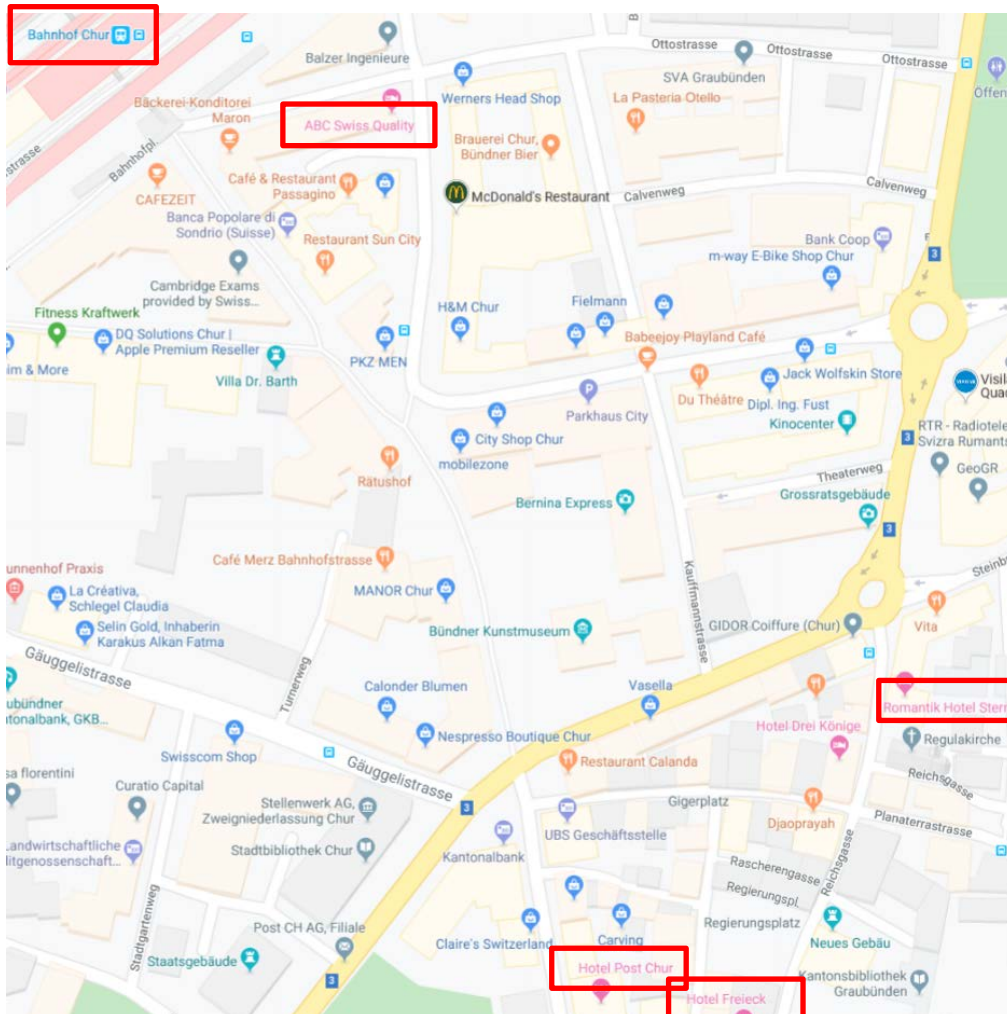 Bahnhof Chur
Balzer Ingenieure
Ottostrasse
Ottostrasse
Ottostrasse
SVA Graubünden
Werners Head Shop
La Pasteria Otello
Bäckerei-Konditorei
Maron
ABC Swiss Quality
Brauerei Chur,
Bündner Bier
Bahnhofpl.
CAFEZEIT
Café & Restaurant
Passagino
McDonald's Restaurant
Calvenweg
Calvenweg
Banca Popolare di
Sondrio (Suisse)
Restaurant Sun City
Bank Coop
m-way E-Bike Shop Chur
3
Cambridge Exams
provided by Swiss...
Fitness Kraftwerk
H&M Chur
Fielmann
DQ Solutions Chur |
Apple Premium Reseller
Babeejoy Playland Café
PKZ MEN
Villa Dr. Barth
Jack Wolfskin Store
Du Théâtre
Dipl. Ing. Fust
Parkhaus City
Kinocenter
City Shop Chur
mobilezone
3
RTR - Radiotele
Svizra Rumants
GeoGR
Rätushof
Theaterweg
Grossratsgebäude
Bernina Express
3
Café Merz Bahnhofstrasse
MANOR Chur
La Créativa,
Schlegel Claudia
Selin Gold, Inhaberin
Karakus Alkan Fatma
Kauffmannstrasse
GIDOR Coiffure (Chur)
Vita
Bündner Kunstmuseum
Gäuggelistrasse
Turnerweg
Calonder Blumen
Vasella
Romantik Hotel Stern
Nespresso Boutique Chur
Hotel Drei Könige
Regulakirche
Swisscom Shop
Gäuggelistrasse
Restaurant Calanda
Reichsgasse
Curatio Capital
Stellenwerk AG,
Zweigniederlassung Chur
3
Gigerplatz
UBS Geschäftsstelle
Djaoprayah
Planaterrastrasse
Stadtbibliothek Chur
Kantonalbank
Rascherengasse
Reichsgasse
Regierungspl.
Regierungsplatz
Stadtgartenweg
Post CH AG, Filiale
Claire's Switzerland
Carving
Neues Gebäu
Staatsgebäude
3
Hotel Post Chur
Kantonsbibliothek
Graubünden
Hotel Freieck